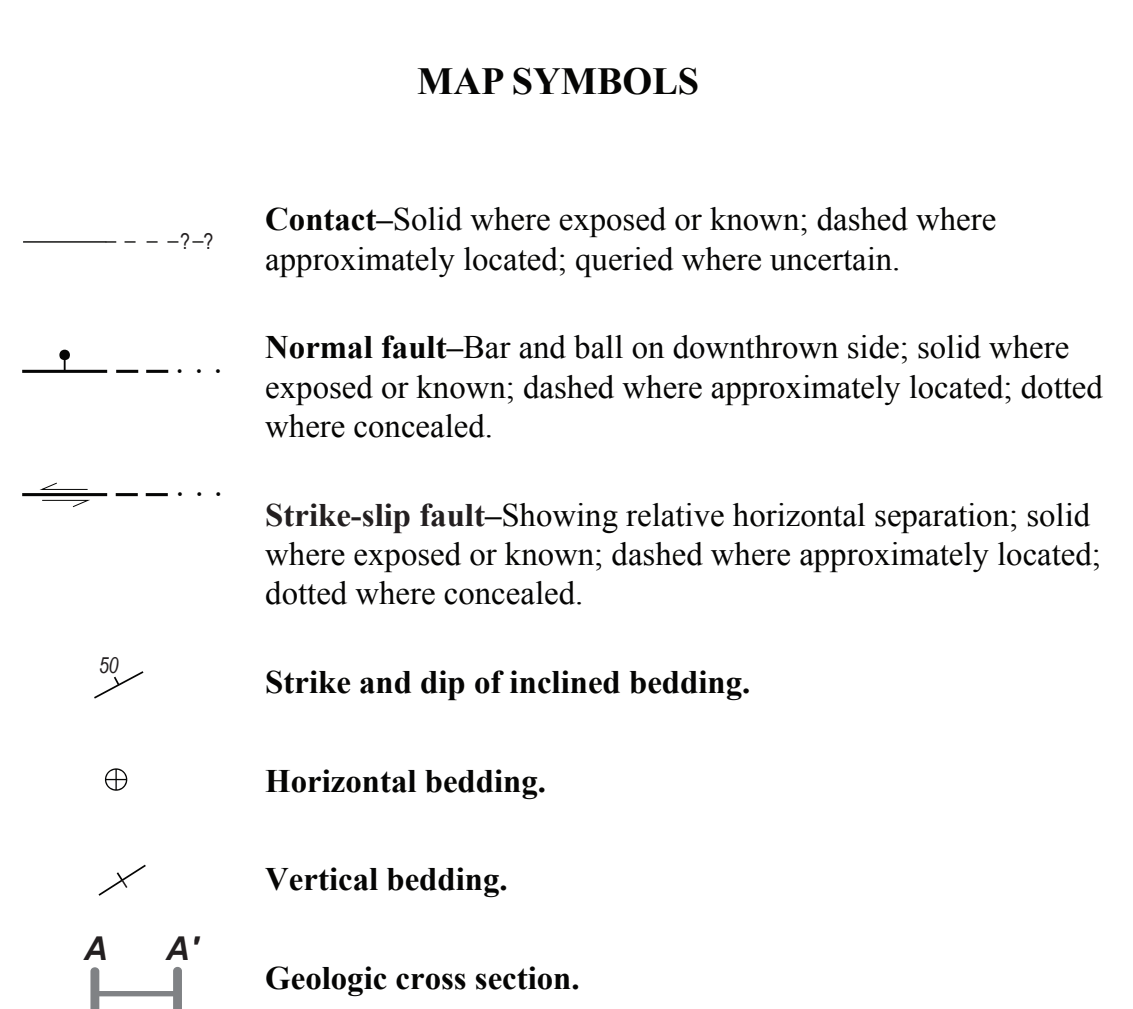 MAP SYMBOLS
?–?
Contact–Solid where exposed or known; dashed where
approximately located; queried where uncertain.
Normal fault–Bar and ball on downthrown side; solid where
exposed or known; dashed where approximately located; dotted
where concealed.
Strike-slip fault–Showing relative horizontal separation; solid
where exposed or known; dashed where approximately located;
dotted where concealed.
50
Strike and dip of inclined bedding.
Horizontal bedding.
Vertical bedding.
A A'
Geologic cross section.